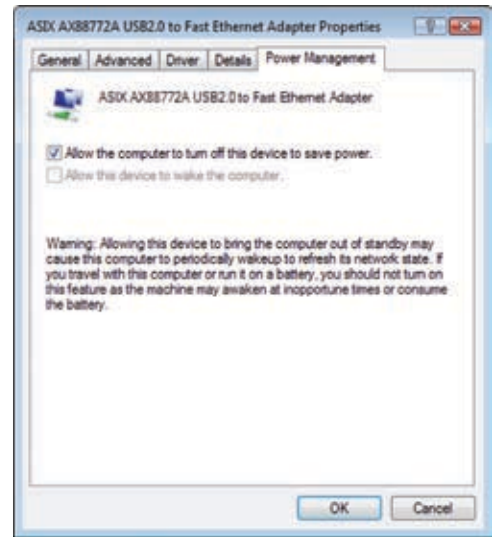 ASIX AX88772A USB2.0 to Fast Ethernet Adapter Properties
General Advanced Driver Details Power Management
ASIX AX88772A USB2.0 to Fast Ethernet Adapter
Allow the computer to turn off this device to save power.
Allow this device to wake the computer.
Warning: Allowing this device to bring the computer out of standby may
cause this computer to periodically wakeup to refresh its network state. If
you travel with this computer or run it on a battery, you should not turn on
this feature as the machine may awaken at inopportune times or consume
the battery.
OK Cancel